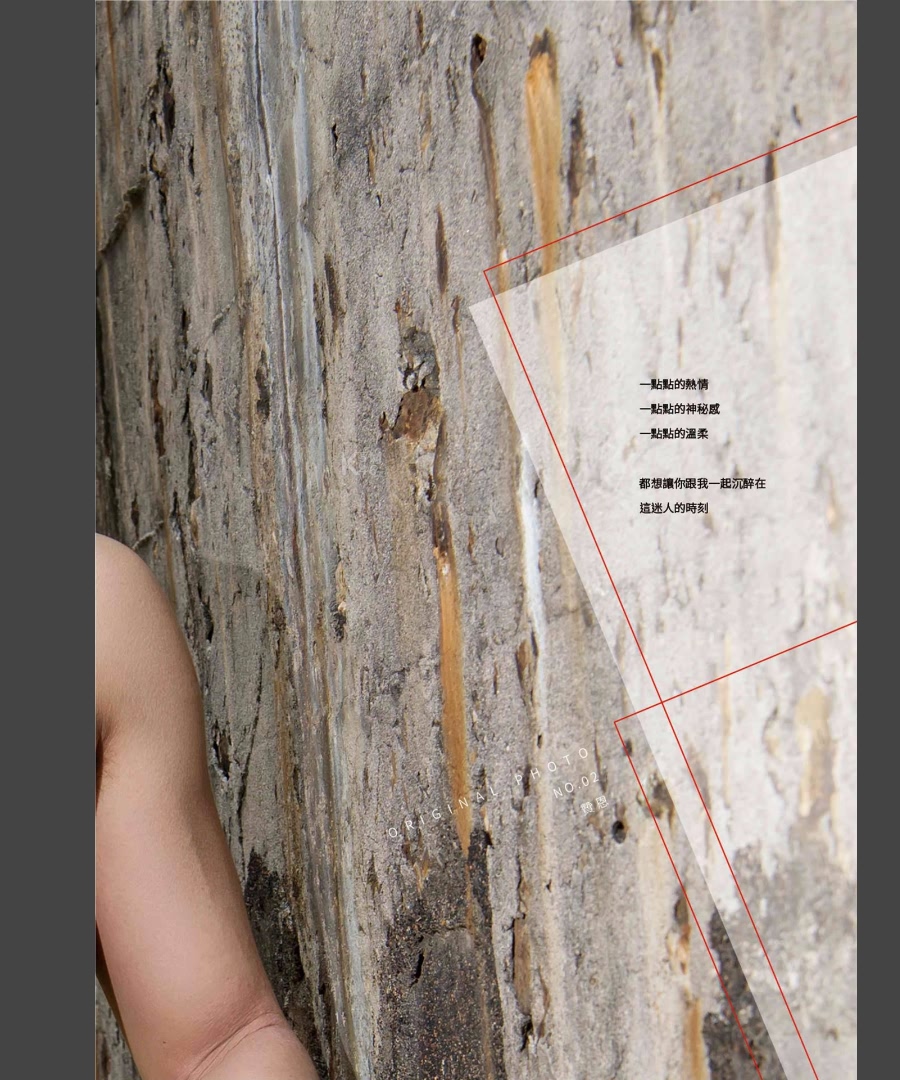 一點點的熱情
一點點的神秘感
一點點的溫柔
都想讓你跟我一起沉醉在
這迷人的時刻
ORIGINAL PHOTO
NO.02